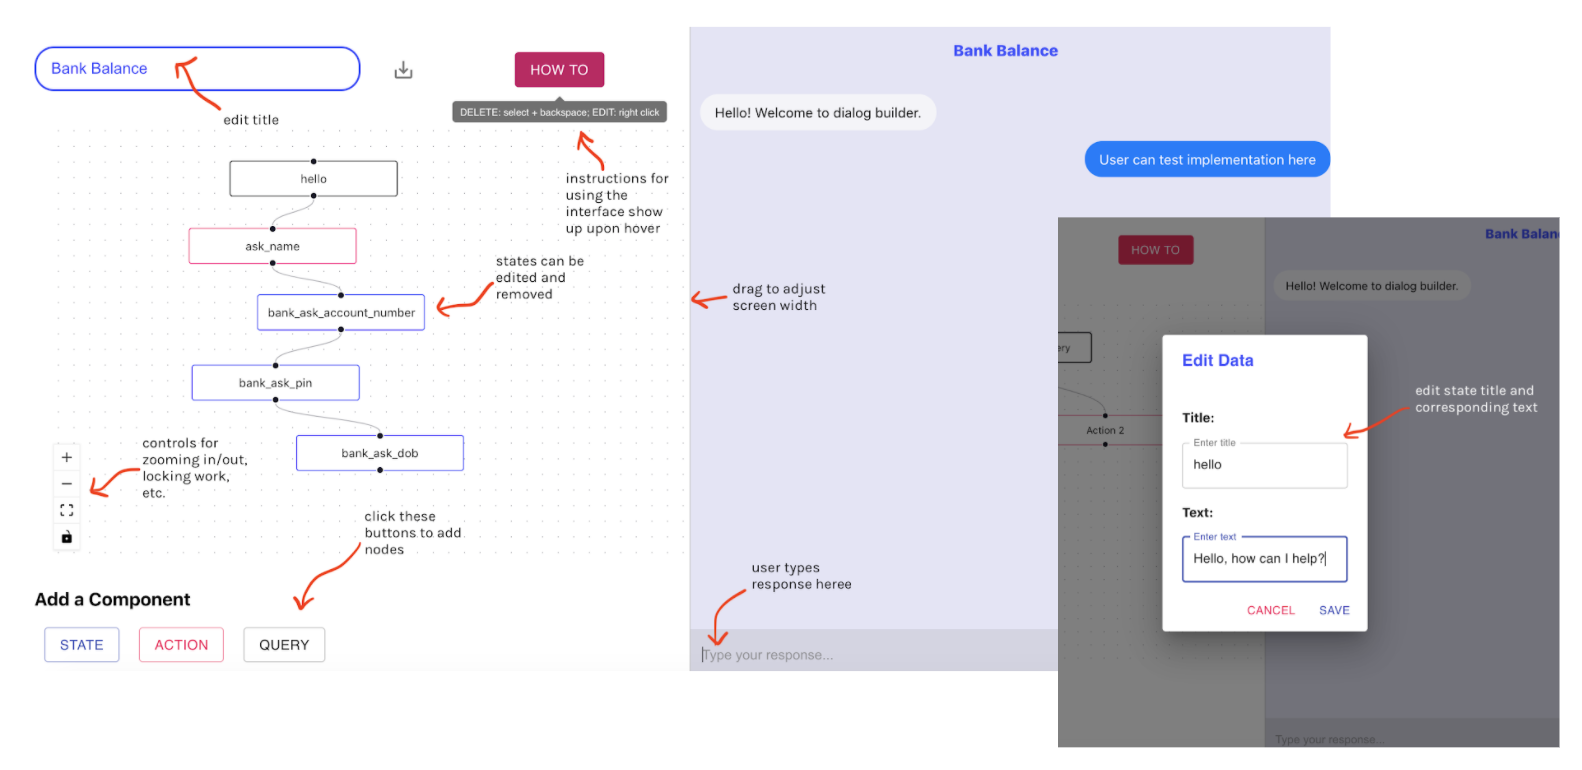 Bank Balance
HOW TO
DELETE: select + backspace; EDIT: right click
edit title
instructions for
using the
interface show
up upon hover
hello
ask_name
states can be
edited and
removed
bank_ask_account_number
bank_ask_pin
bank_ask_dob
controls for
zooming in/out,
locking work,
etc.
click these
buttons to add
nodes
Add a Component
STATE
ACTION
QUERY
Bank Balance
Hello! Welcome to dialog builder.
User can test implementation here
drag to adjust
screen width
user types
response heree
Type your response...
HOW TO
Bank Balan
Hello! Welcome to dialog builder.
ery
Action 2
Edit Data
Title:
Enter title
hello
Text:
Enter text
Hello, how can I help?
CANCEL
SAVE
edit state title and
corresponding text
Type your response...